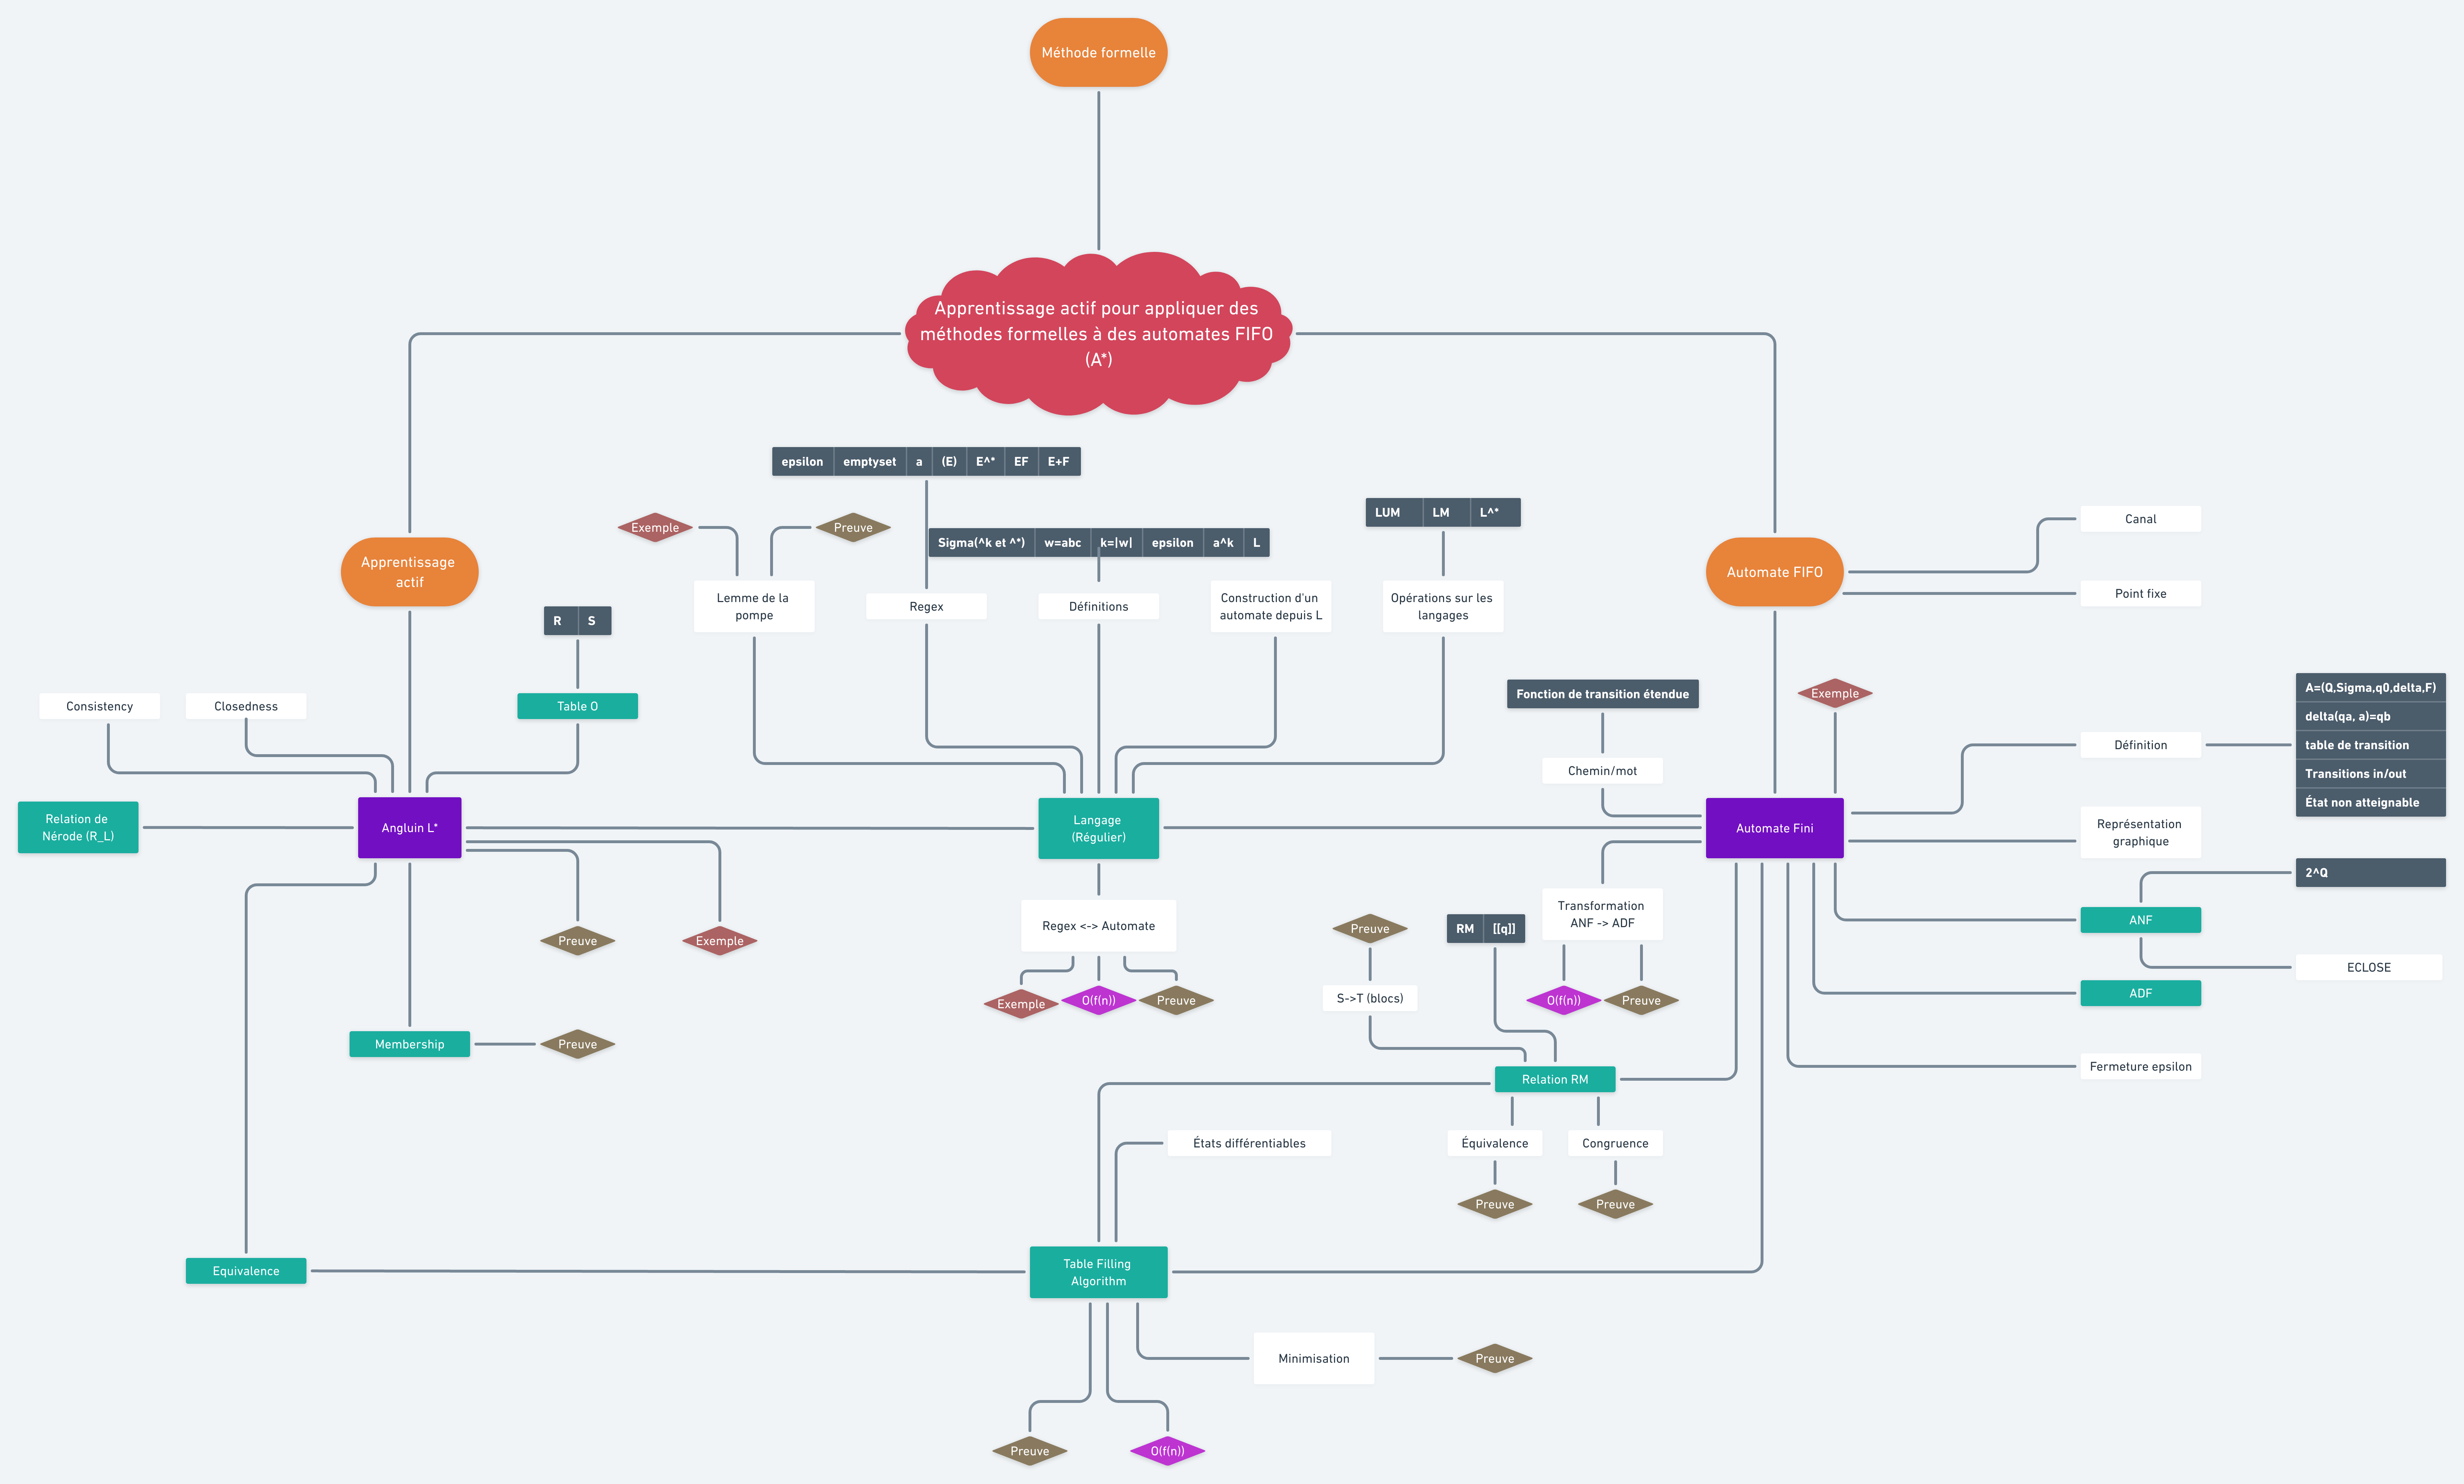 Méthode formelle
Apprentissage actif pour appliquer des
méthodes formelles à des automates FIFO
(A*)
epsilon emptyset a (E) E^* EF E+F
LUM LM L^*
Exemple
Preuve
Sigma(^k et ^*) w=abc k=|w| epsilon a^k L
Canal
Apprentissage
actif
Automate FIFO
Point fixe
R S
Lemme de la
pompe
Regex
Définitions
Construction d'un
automate depuis L
Opérations sur les
langages
Consistency
Closedness
Table O
Fonction de transition étendue
Exemple
A=(Q,Sigma,q0,delta,F)
delta(qa, a)=qb
table de transition
Transitions in/out
État non atteignable
Définition
Chemin/mot
Relation de
Nérode (R_L)
Angluin L*
Langage
(Régulier)
Automate Fini
Représentation
graphique
2^Q
Transformation
ANF -> ADF
ANF
Regex <-> Automate
Preuve
RM [[q]]
Preuve
Exemple
ECLOSE
Exemple
O(f(n))
Preuve
S->T (blocs)
O(f(n))
Preuve
ADF
Membership
Preuve
Relation RM
Fermeture epsilon
États différentiables
Équivalence
Congruence
Preuve
Preuve
Equivalence
Table Filling
Algorithm
Minimisation
Preuve
Preuve
O(f(n))